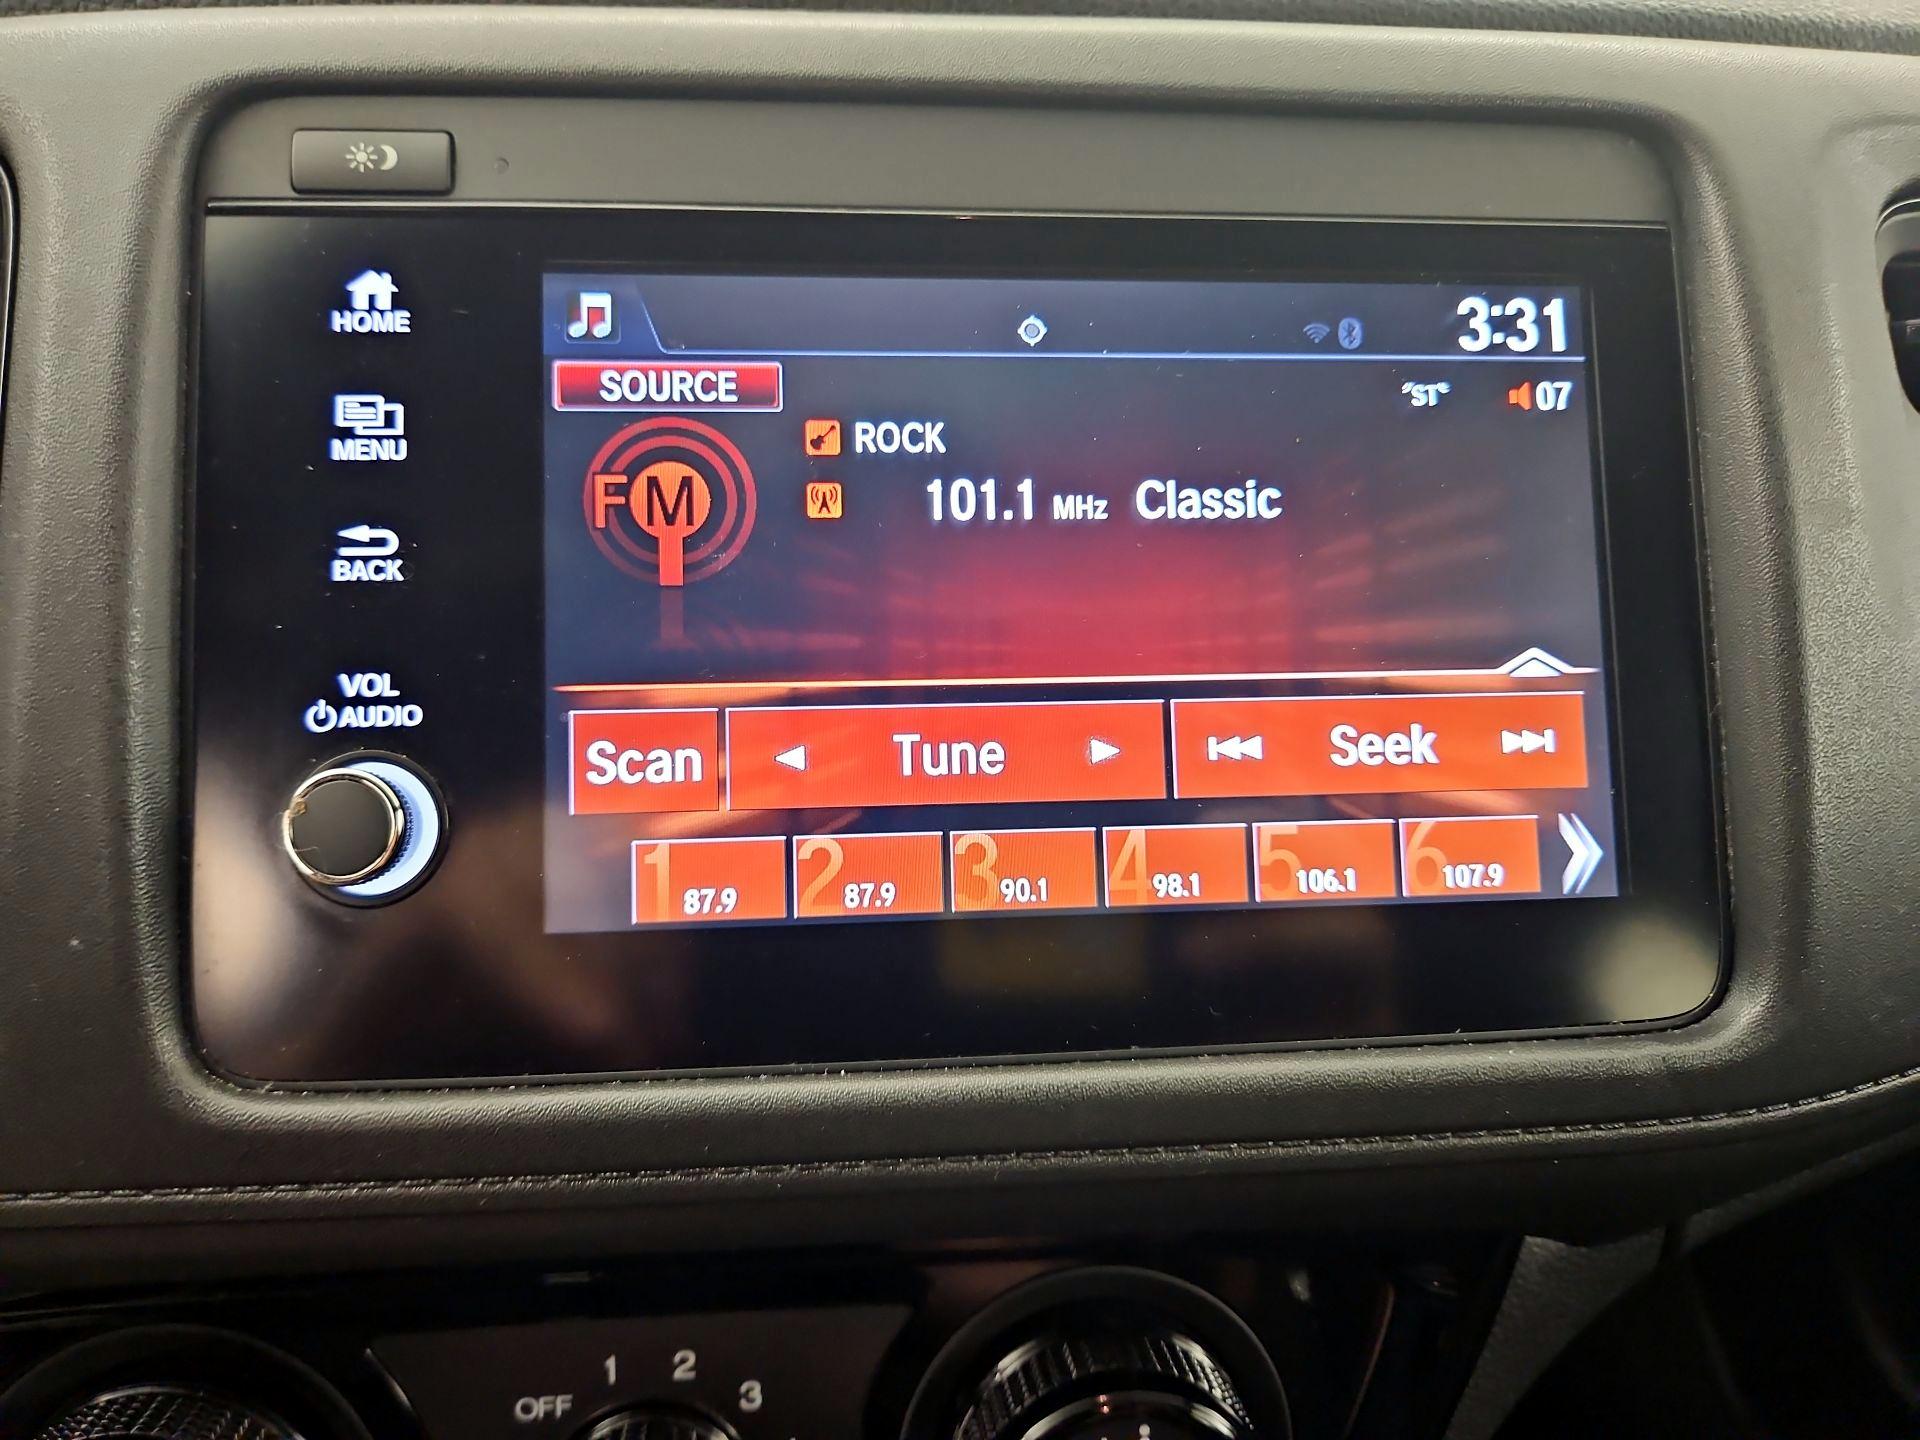 HOME
MENU
BACK
VOL
AUDIO
3:31
SOURCE
"ST"
07
FM
ROCK
101.1 MHz Classic
Scan
Tune
Seek
1 87.9
2 87.9
3 90.1
4 98.1
5 106.1
6 107.9
OFF 1 2 3